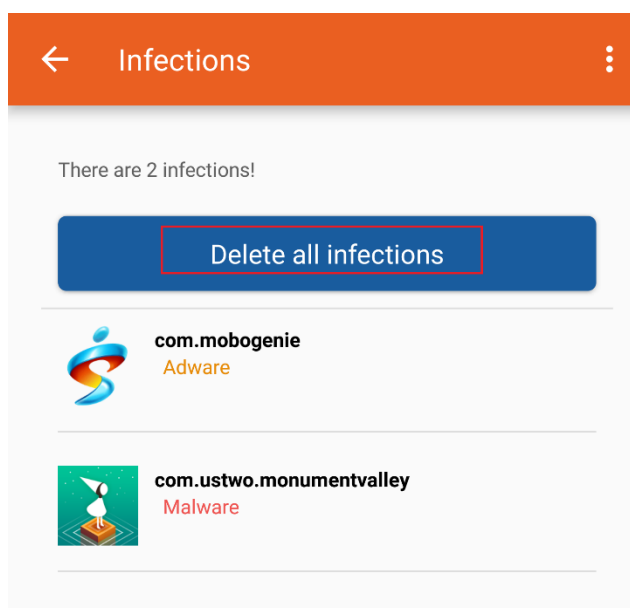 Infections
There are 2 infections!
Delete all infections
com.mobogenie
Adware
com.ustwo.monumentvalley
Malware